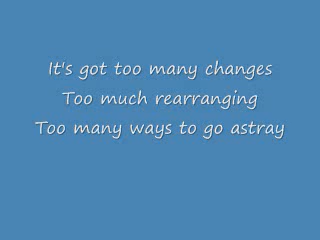 It's got too many changes
Too much rearranging
Too many ways to go astray